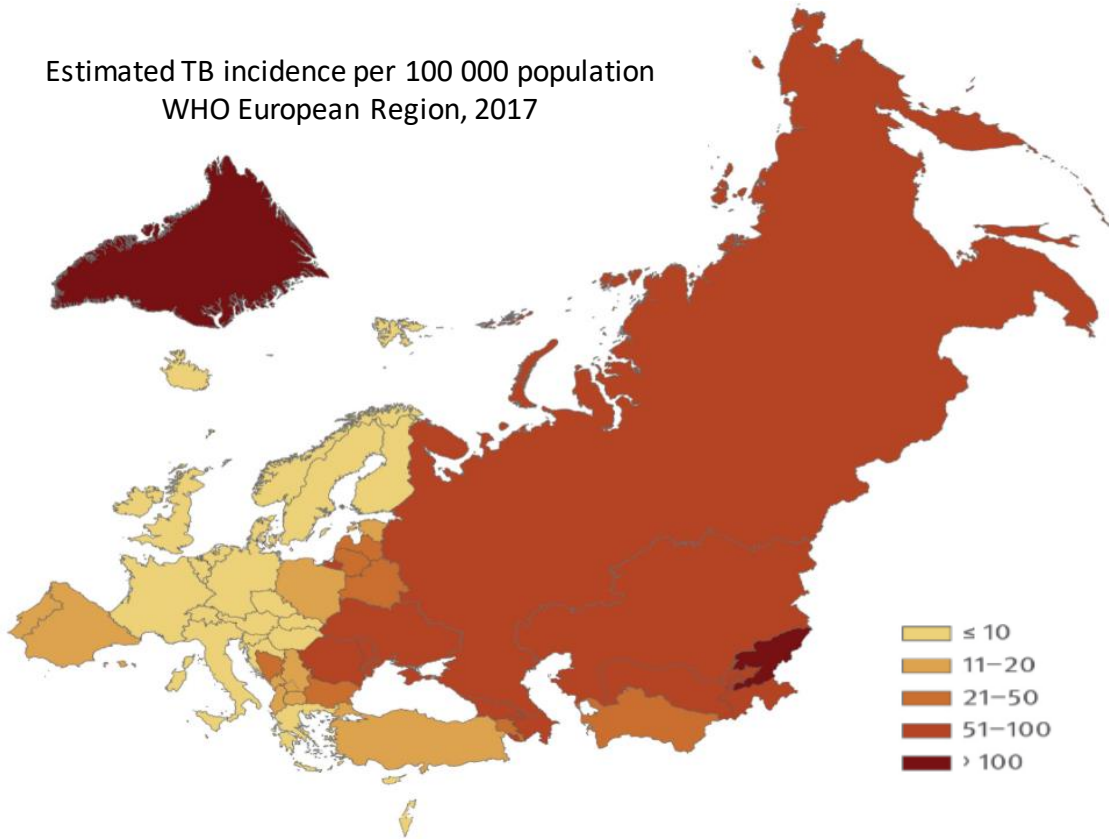 Estimated TB incidence per 100 000 population
WHO European Region, 2017
≤ 10
11–20
21–50
51–100
› 100